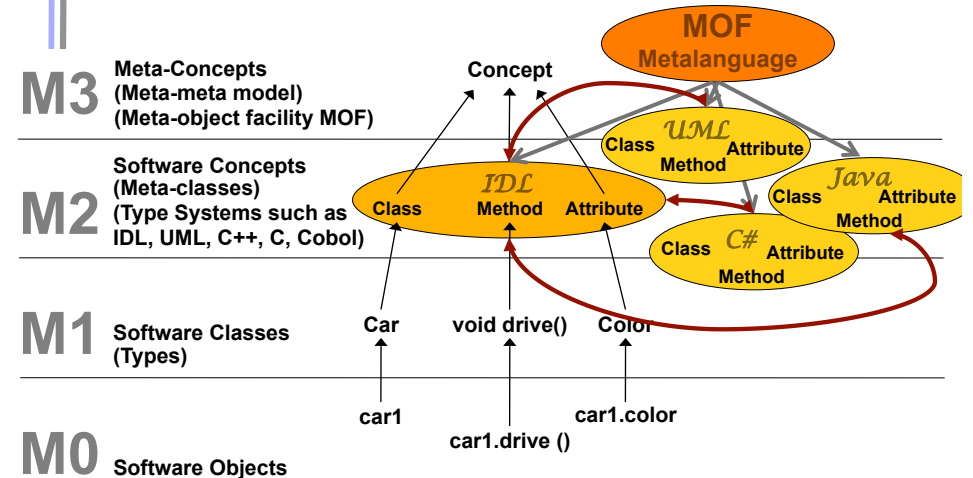 MOF
Metalanguage
M3
Meta-Concepts
(Meta-meta model)
(Meta-object facility MOF)
Concept
UML
Class
Method
Attribute
M2
Software Concepts
(Meta-classes)
(Type Systems such as
IDL, UML, C++, C, Cobol)
IDL
Class
Method
Attribute
Java
Class
Attribute
Method
C#
Class
Attribute
Method
M1
Software Classes
(Types)
Car
void drive()
Color
car1
car1.drive ()
car1.color
M0
Software Objects